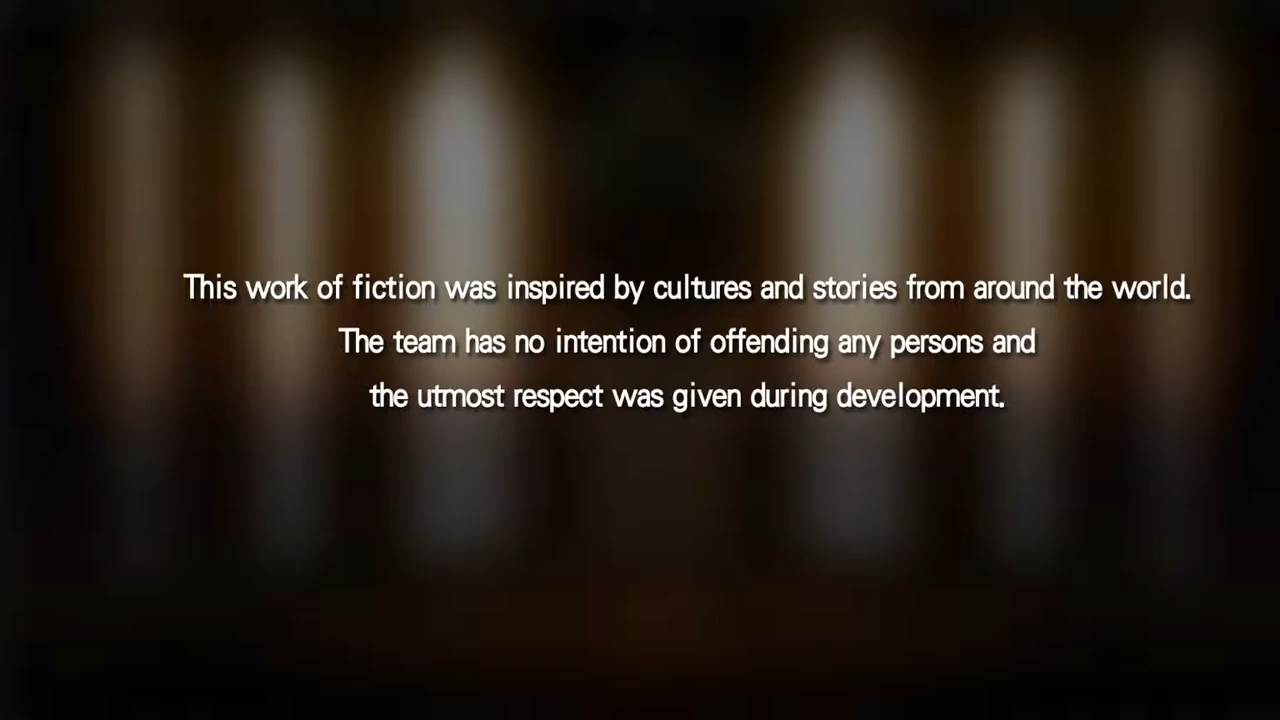 This work of fiction was inspired by cultures and stories from around the world.
The team has no intention of offending any persons and
the utmost respect was given during development.